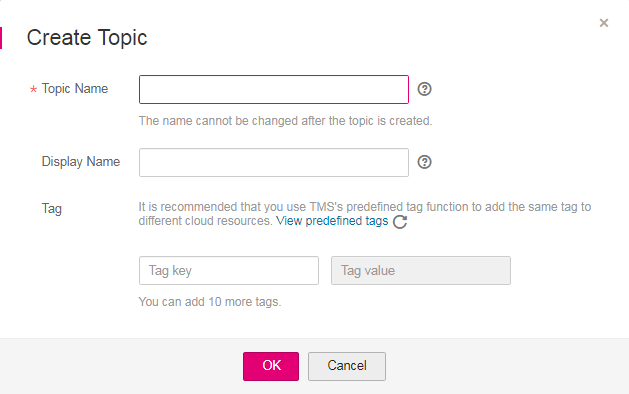 Create Topic
×
* Topic Name
?
The name cannot be changed after the topic is created.
Display Name
?
Tag
It is recommended that you use TMS's predefined tag function to add the same tag to
different cloud resources. View predefined tags
Tag key
Tag value
You can add 10 more tags.
OK
Cancel